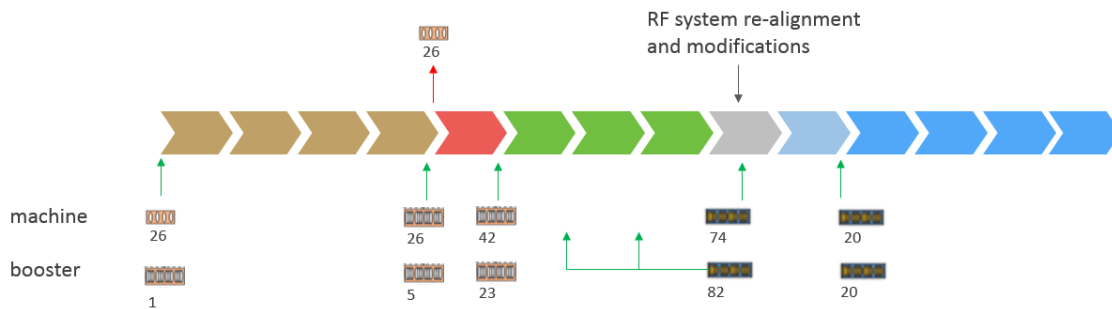 RF system re-alignment
and modifications
26
machine
26
26
42
74
20
booster
1
5
23
82
20